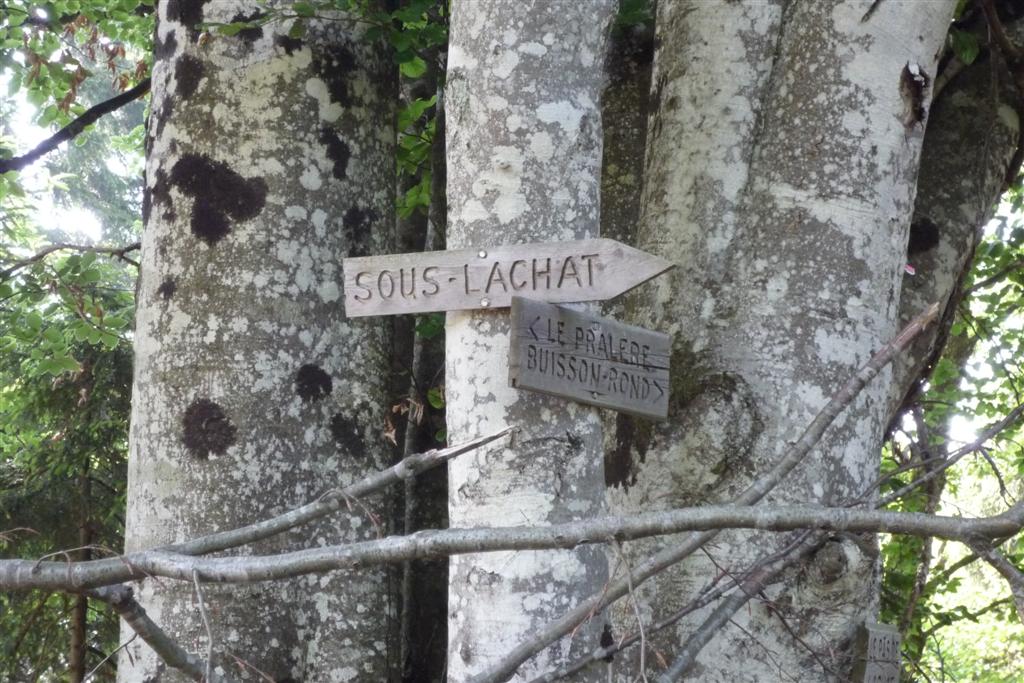 SOUS-LACHAT
< LE PRALERE
BUISSON-ROND >